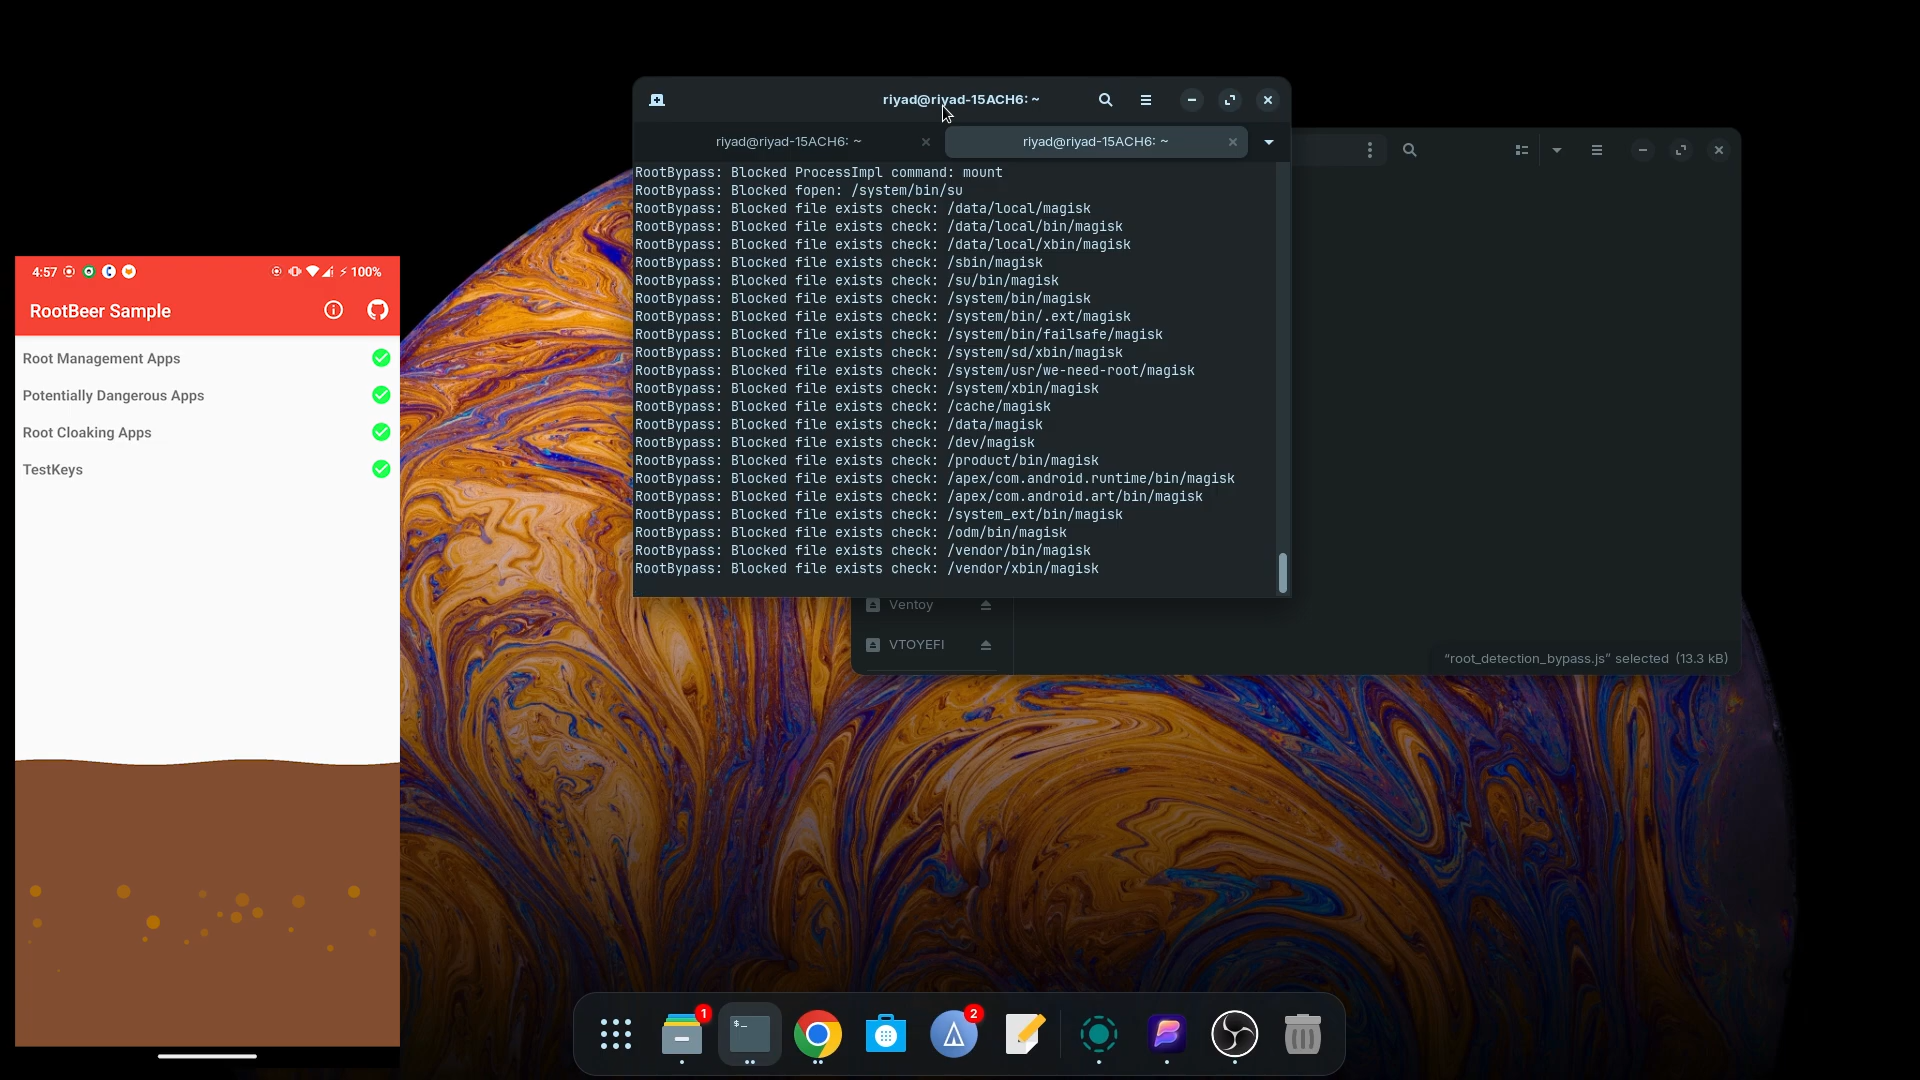 riyad@riyad-15ACH6: ~
riyad@riyad-15ACH6: ~
riyad@riyad-15ACH6: ~
RootBypass: Blocked ProcessImpl command: mount
RootBypass: Blocked fopen: /system/bin/su
RootBypass: Blocked file exists check: /data/local/magisk
RootBypass: Blocked file exists check: /data/local/bin/magisk
RootBypass: Blocked file exists check: /data/local/xbin/magisk
RootBypass: Blocked file exists check: /sbin/magisk
RootBypass: Blocked file exists check: /su/bin/magisk
RootBypass: Blocked file exists check: /system/bin/magisk
RootBypass: Blocked file exists check: /system/bin/.ext/magisk
RootBypass: Blocked file exists check: /system/bin/failsafe/magisk
RootBypass: Blocked file exists check: /system/sd/xbin/magisk
RootBypass: Blocked file exists check: /system/usr/we-need-root/magisk
RootBypass: Blocked file exists check: /system/xbin/magisk
RootBypass: Blocked file exists check: /cache/magisk
RootBypass: Blocked file exists check: /data/magisk
RootBypass: Blocked file exists check: /dev/magisk
RootBypass: Blocked file exists check: /product/bin/magisk
RootBypass: Blocked file exists check: /apex/com.android.runtime/bin/magisk
RootBypass: Blocked file exists check: /apex/com.android.art/bin/magisk
RootBypass: Blocked file exists check: /system_ext/bin/magisk
RootBypass: Blocked file exists check: /odm/bin/magisk
RootBypass: Blocked file exists check: /vendor/bin/magisk
RootBypass: Blocked file exists check: /vendor/xbin/magisk
Ventoy
VTOYEFI
“root_detection_bypass.js” selected (13.3 kB)
4:57
100%
RootBeer Sample
Root Management Apps
Potentially Dangerous Apps
Root Cloaking Apps
TestKeys
1
$_
2